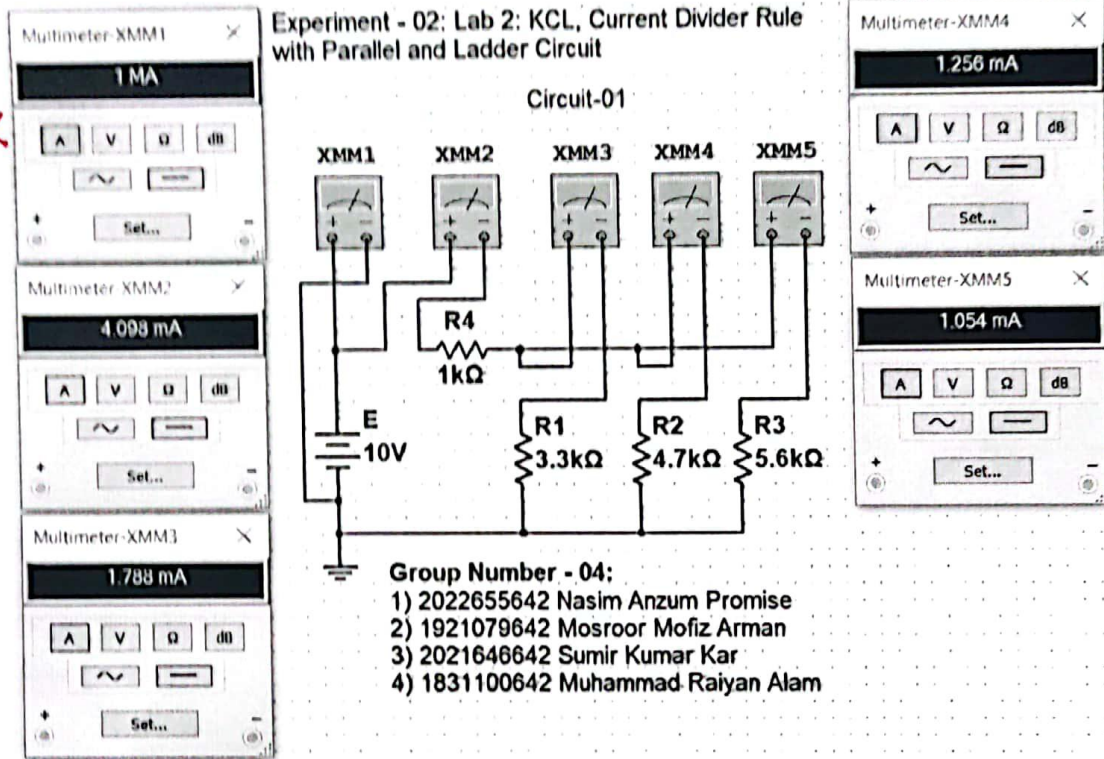 Multimeter-XMM1 ×
1 MA
A V Ω dB
+ Set... -
Multimeter-XMM2 ×
4.098 mA
A V Ω dB
+ Set... -
Multimeter-XMM3 ×
1.788 mA
A V Ω dB
+ Set... -
Experiment - 02: Lab 2: KCL, Current Divider Rule
with Parallel and Ladder Circuit
Circuit-01
XMM1 XMM2 XMM3 XMM4 XMM5
+ - + - + - + - + -
R4
1kΩ
E
10V
R1
3.3kΩ
R2
4.7kΩ
R3
5.6kΩ
Group Number - 04:
1) 2022655642 Nasim Anzum Promise
2) 1921079642 Mosroor Mofiz Arman
3) 2021646642 Sumir Kumar Kar
4) 1831100642 Muhammad Raiyan Alam
Multimeter-XMM4 ×
1.256 mA
A V Ω dB
+ Set... -
Multimeter-XMM5 ×
1.054 mA
A V Ω dB
+ Set... -